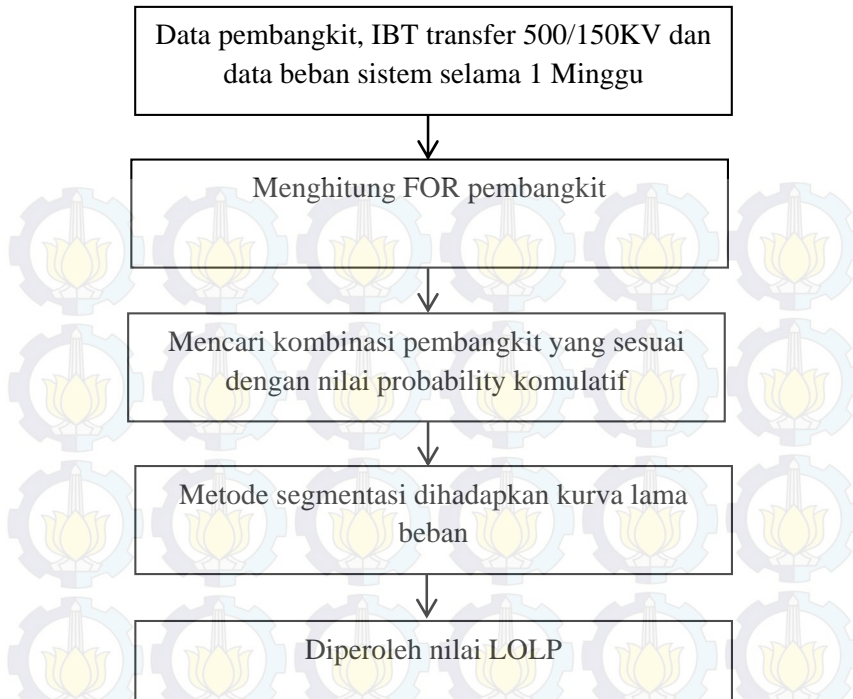 Data pembangkit, IBT transfer 500/150KV dan
data beban sistem selama 1 Minggu
Menghitung FOR pembangkit
Mencari kombinasi pembangkit yang sesuai
dengan nilai probability komulatif
Metode segmentasi dihadapkan kurva lama
beban
Diperoleh nilai LOLP